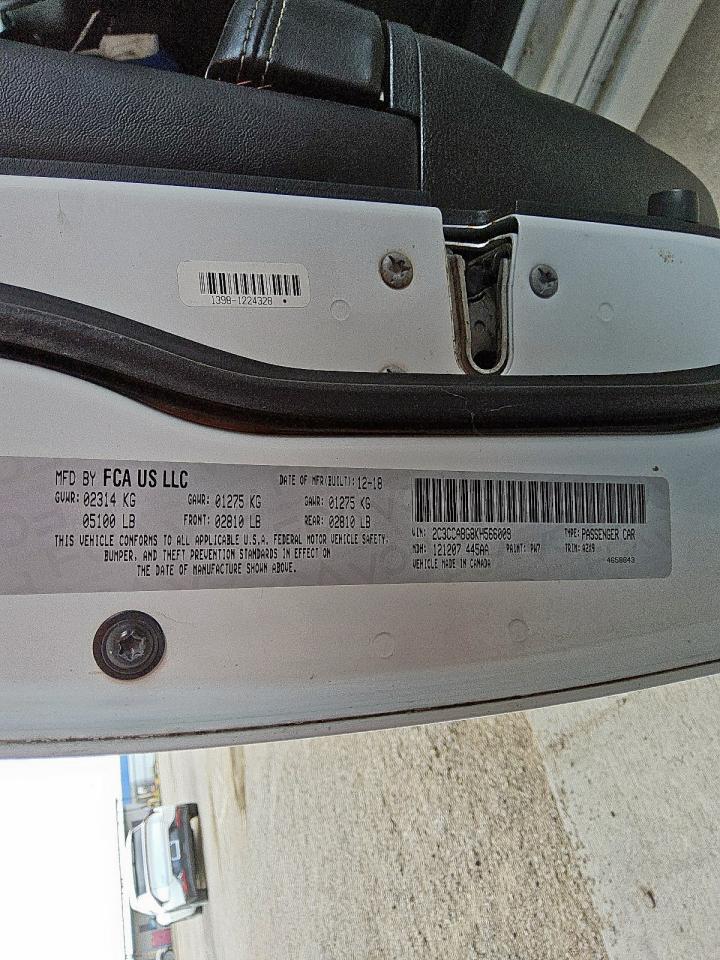 1398-1224328
MFD BY FCA US LLC
DATE OF MFR(BUILT): 12-18
GVWR: 02314 KG
GAWR: 01275 KG
GAWR: 01275 KG
05100 LB
FRONT: 02810 LB
REAR: 02810 LB
THIS VEHICLE CONFORMS TO ALL APPLICABLE U.S.A. FEDERAL MOTOR VEHICLE SAFETY,
BUMPER, AND THEFT PREVENTION STANDARDS IN EFFECT ON
THE DATE OF MANUFACTURE SHOWN ABOVE.
VIN: 2C3CCABG8KH566009
TYPE: PASSENGER CAR
MDH: 121207 445AA
PAINT: PW7
TRIM: A2X9
VEHICLE MADE IN CANADA
4658843